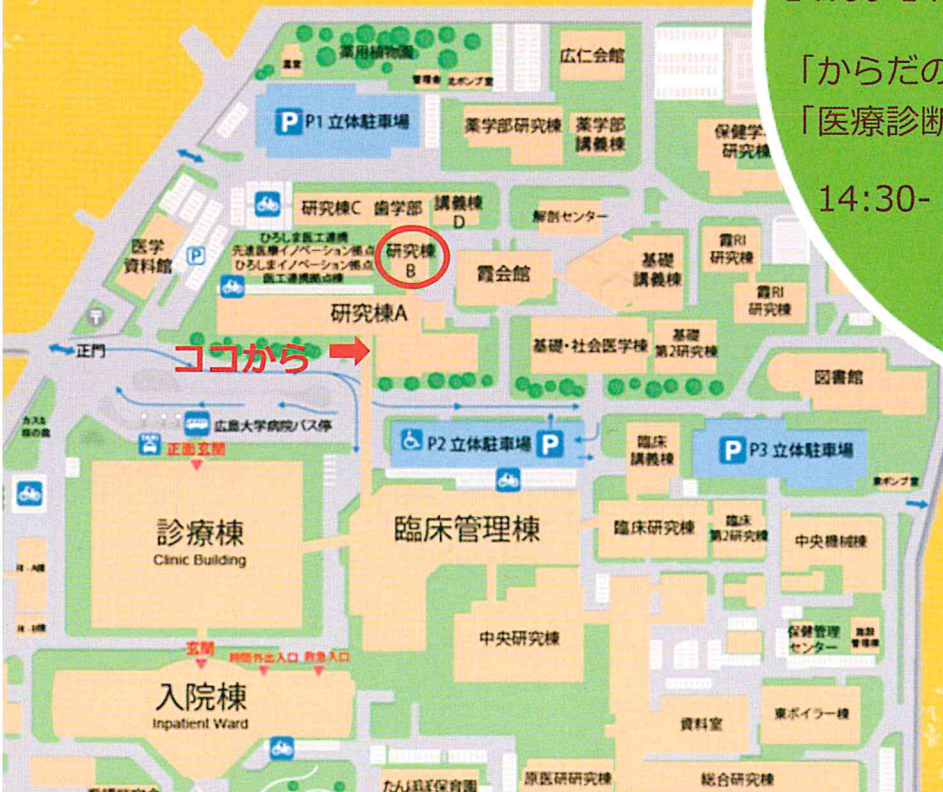 「からだの
「医療診断
14:30-
薬用植物園
温室
管理舎
北ポンプ室
広仁会館
P P1 立体駐車場
薬学部研究棟
薬学部
講義棟
保健学
研究棟
研究棟C
歯学部
講義棟
D
解剖センター
医学
資料館
P
ひろしま医工連携
先進医療イノベーション拠点
ひろしまイノベーション拠点
医工連携拠点棟
研究棟
B
霞会館
基礎
講義棟
霞RI
研究棟
霞RI
研究棟
研究棟A
正門
ココから
基礎・社会医学棟
基礎
第2研究棟
図書館
広島大学病院バス停
TAXI
正面玄関
P2 立体駐車場 P
臨床
講義棟
P P3 立体駐車場
東ポンプ室
診療棟
Clinic Building
臨床管理棟
臨床研究棟
臨床
第2研究棟
中央機械棟
中央研究棟
保健管理
センター
施設
管理棟
玄関
時間外出入口
救急入口
入院棟
Inpatient Ward
資料室
東ボイラー棟
たんぽぽ保育園
原医研研究棟
総合研究棟